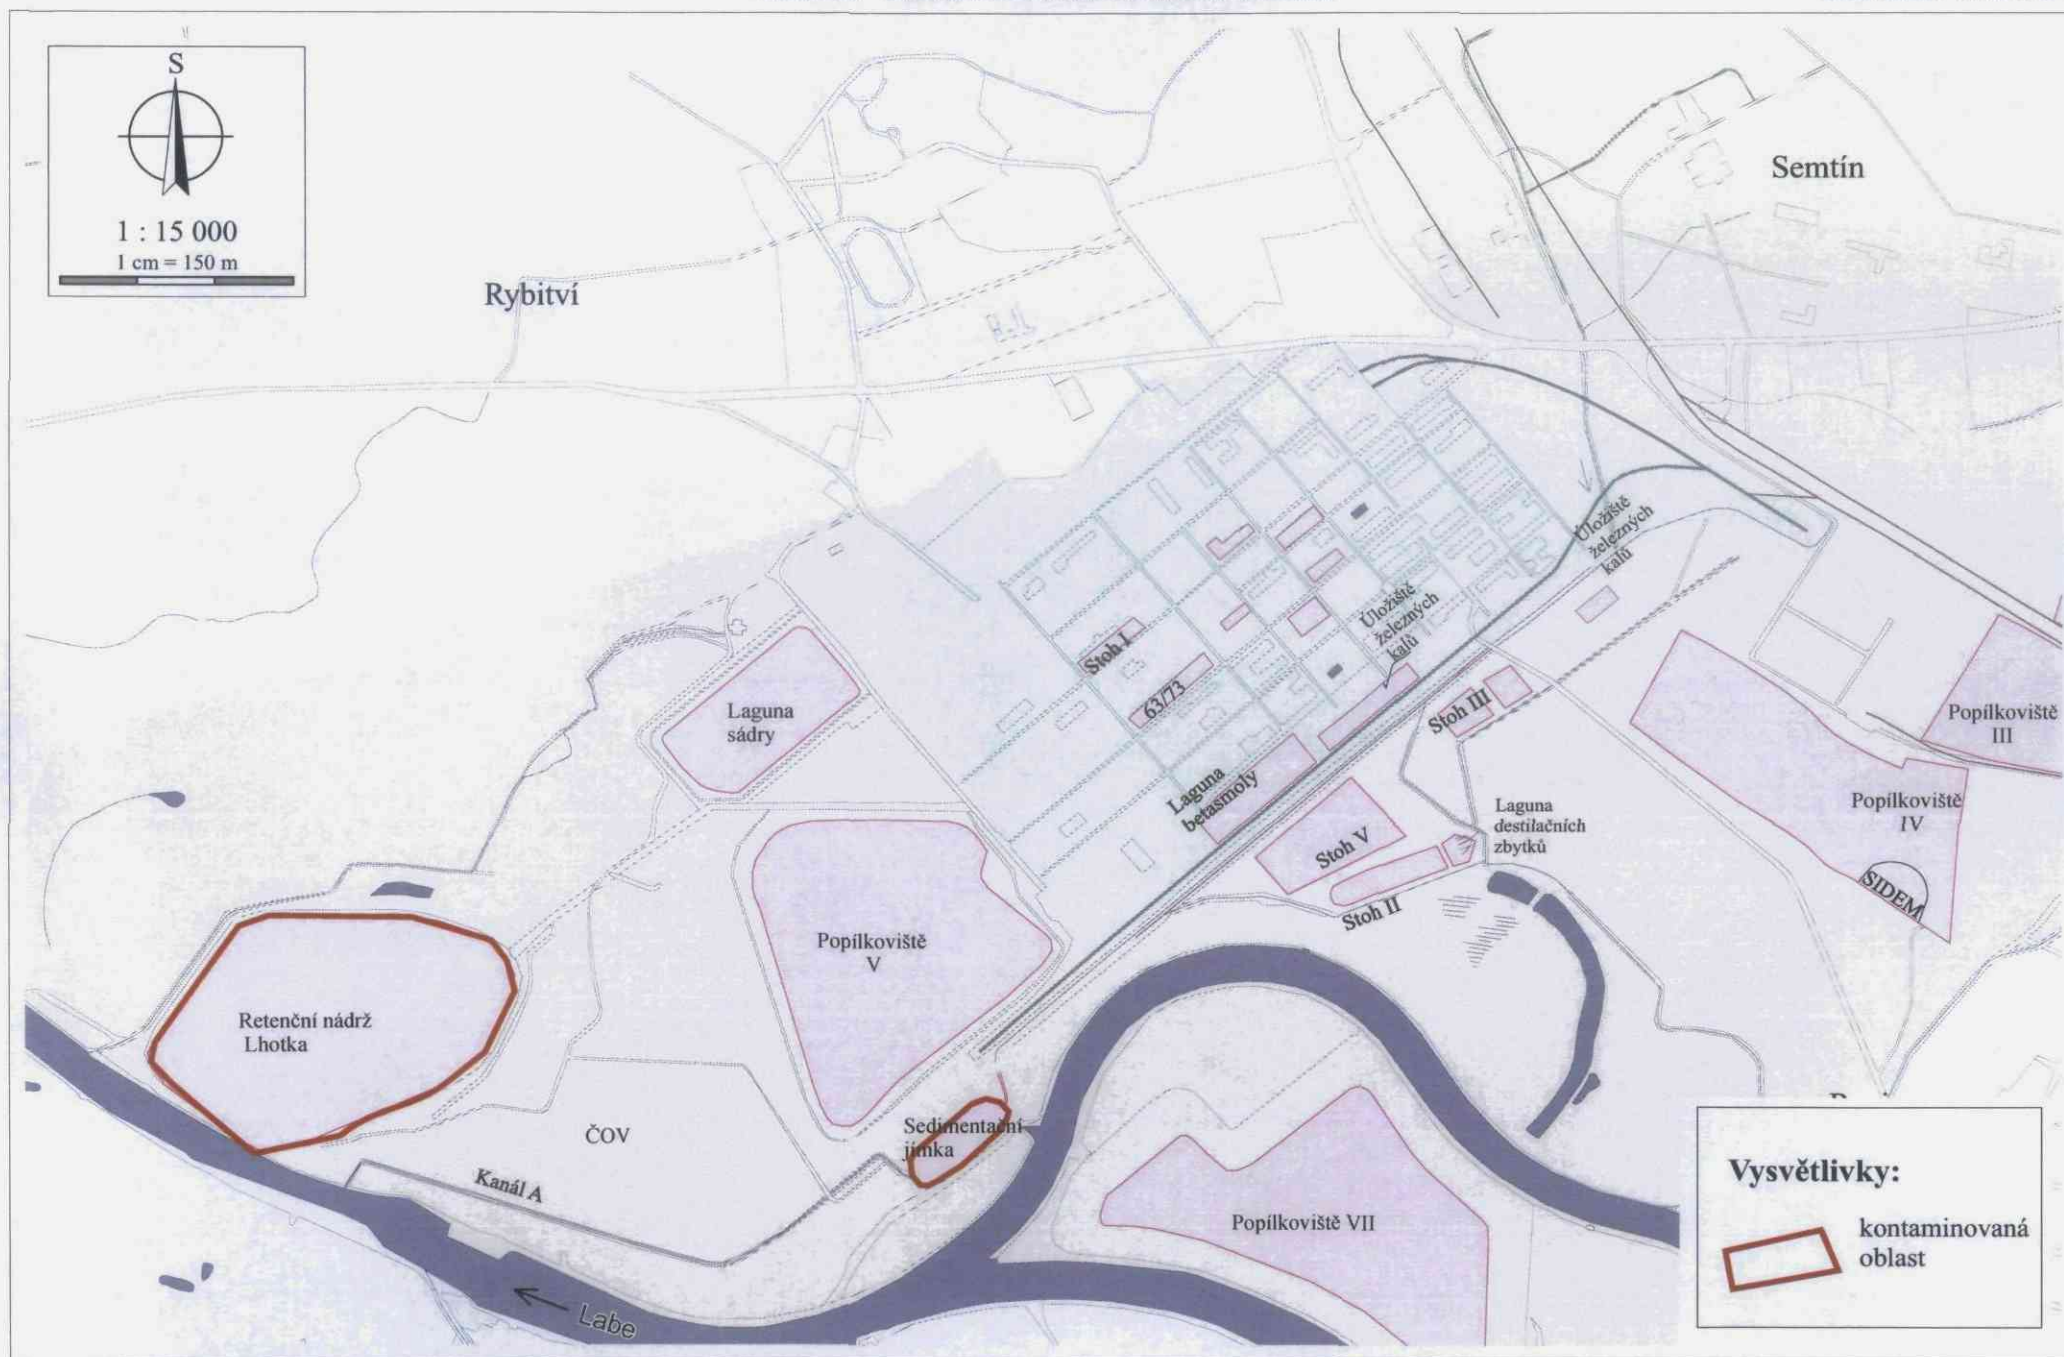 S
1 : 15 000
1 cm = 150 m
Semtín
Rybitví
Úložiště
železných
kalů
Úložiště
železných
kalů
Stoh I
63/73
Stoh III
Laguna
sádry
Popílkoviště
III
Laguna
betasmoly
Popílkoviště
IV
Laguna
destilačních
zbytků
Stoh V
SIDEM
Stoh II
Popílkoviště
V
Retenční nádrž
Lhotka
Sedimentační
jímka
ČOV
Kanál A
Popílkoviště VII
Labe
Vysvětlivky:
kontaminovaná
oblast